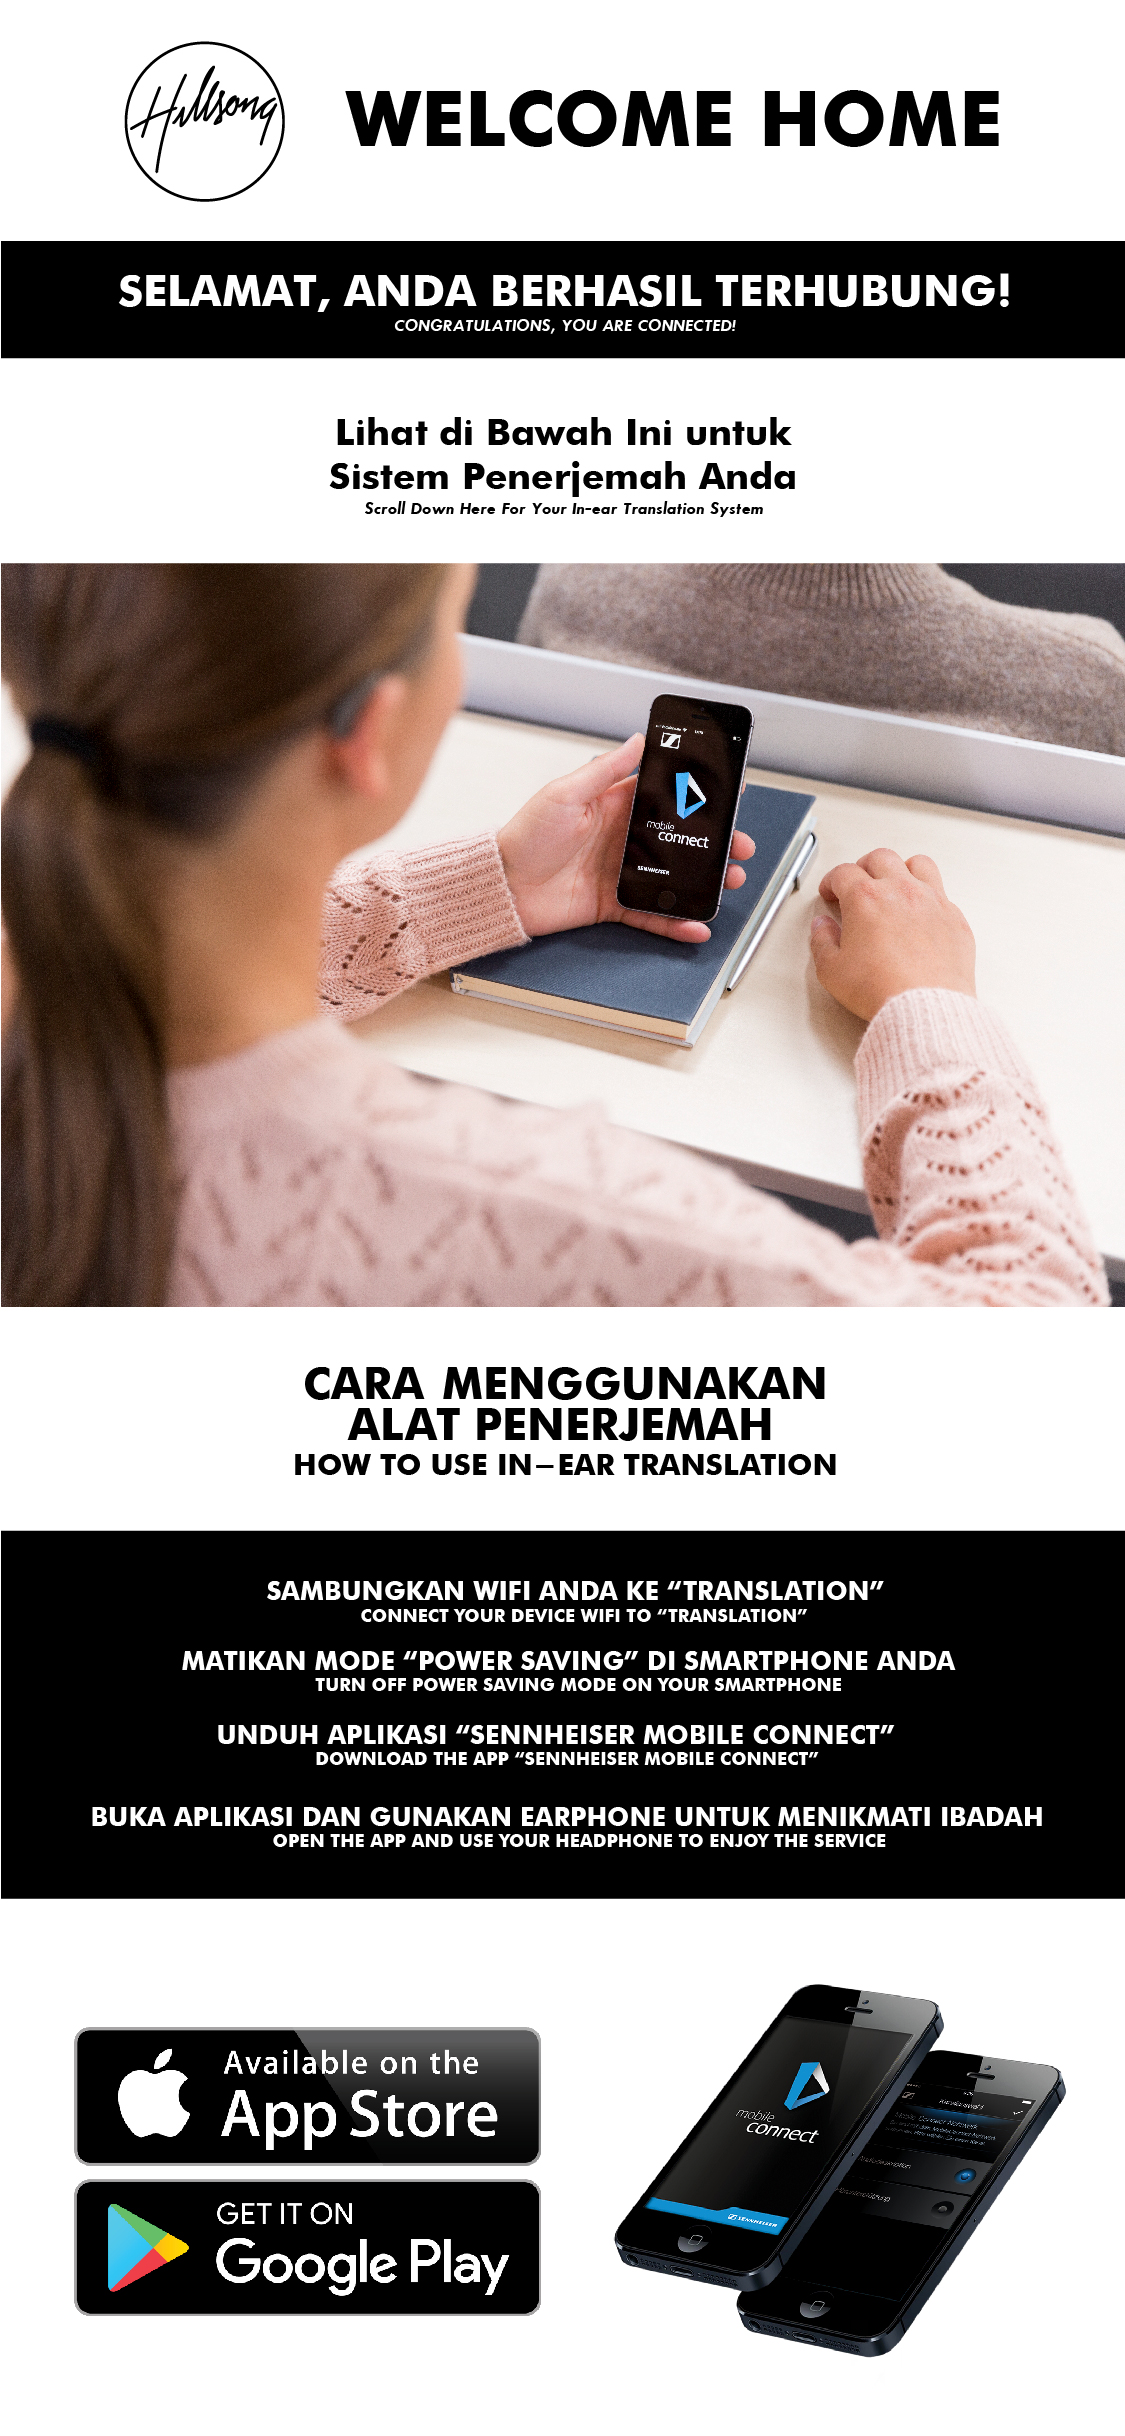 Hillsong
WELCOME HOME
SELAMAT, ANDA BERHASIL TERHUBUNG!
CONGRATULATIONS, YOU ARE CONNECTED!
Lihat di Bawah Ini untuk
Sistem Penerjemah Anda
Scroll Down Here For Your In-ear Translation System
mobile
connect
SENNHEISER
CARA MENGGUNAKAN
ALAT PENERJEMAH
HOW TO USE IN–EAR TRANSLATION
SAMBUNGKAN WIFI ANDA KE “TRANSLATION”
CONNECT YOUR DEVICE WIFI TO “TRANSLATION”
MATIKAN MODE “POWER SAVING” DI SMARTPHONE ANDA
TURN OFF POWER SAVING MODE ON YOUR SMARTPHONE
UNDUH APLIKASI “SENNHEISER MOBILE CONNECT”
DOWNLOAD THE APP “SENNHEISER MOBILE CONNECT”
BUKA APLIKASI DAN GUNAKAN EARPHONE UNTUK MENIKMATI IBADAH
OPEN THE APP AND USE YOUR HEADPHONE TO ENJOY THE SERVICE
Available on the
App Store
GET IT ON
Google Play
mobile
connect
SENNHEISER